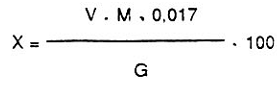 V . M . 0,017
X = ——————— . 100
G